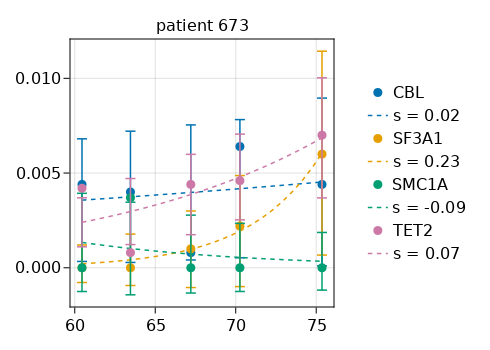 patient 673
0.010
0.005
0.000
60
65
70
75
CBL
s = 0.02
SF3A1
s = 0.23
SMC1A
s = -0.09
TET2
s = 0.07